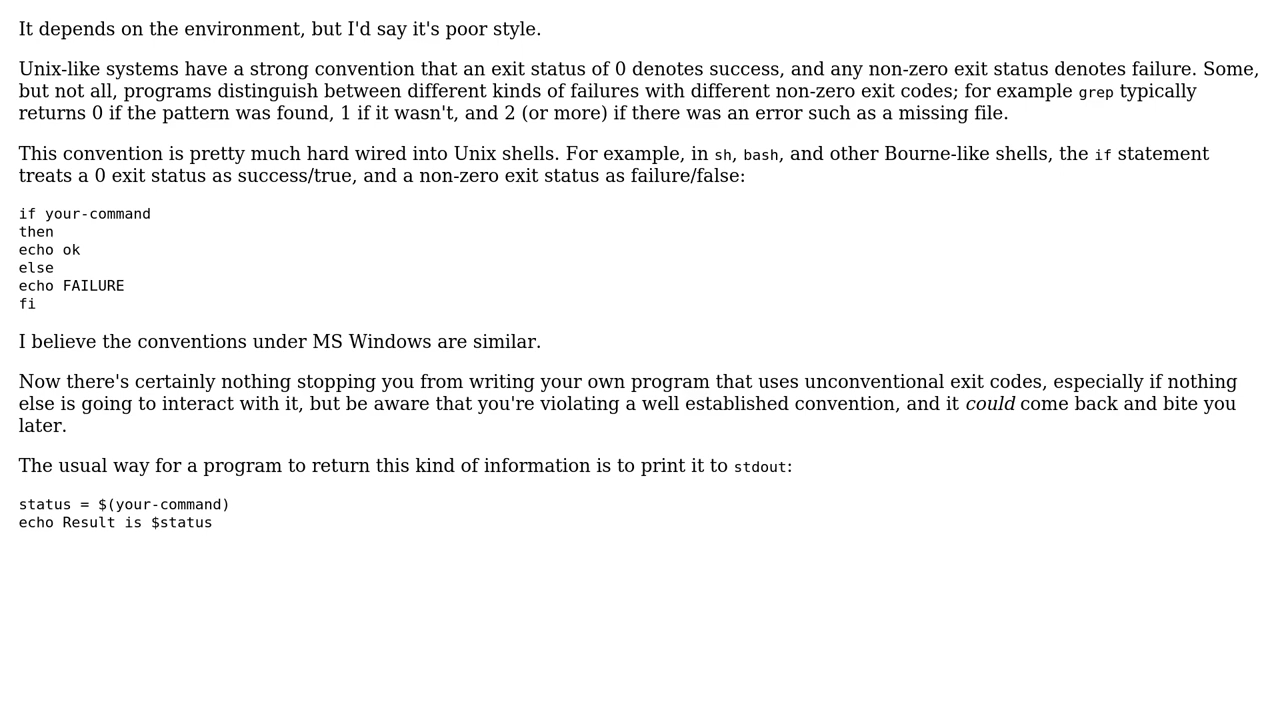 It depends on the environment, but I'd say it's poor style.
Unix-like systems have a strong convention that an exit status of 0 denotes success, and any non-zero exit status denotes failure. Some,
but not all, programs distinguish between different kinds of failures with different non-zero exit codes; for example grep typically
returns 0 if the pattern was found, 1 if it wasn't, and 2 (or more) if there was an error such as a missing file.
This convention is pretty much hard wired into Unix shells. For example, in sh, bash, and other Bourne-like shells, the if statement
treats a 0 exit status as success/true, and a non-zero exit status as failure/false:
if your-command
then
echo ok
else
echo FAILURE
fi
I believe the conventions under MS Windows are similar.
Now there's certainly nothing stopping you from writing your own program that uses unconventional exit codes, especially if nothing
else is going to interact with it, but be aware that you're violating a well established convention, and it could come back and bite you
later.
The usual way for a program to return this kind of information is to print it to stdout:
status = $(your-command)
echo Result is $status